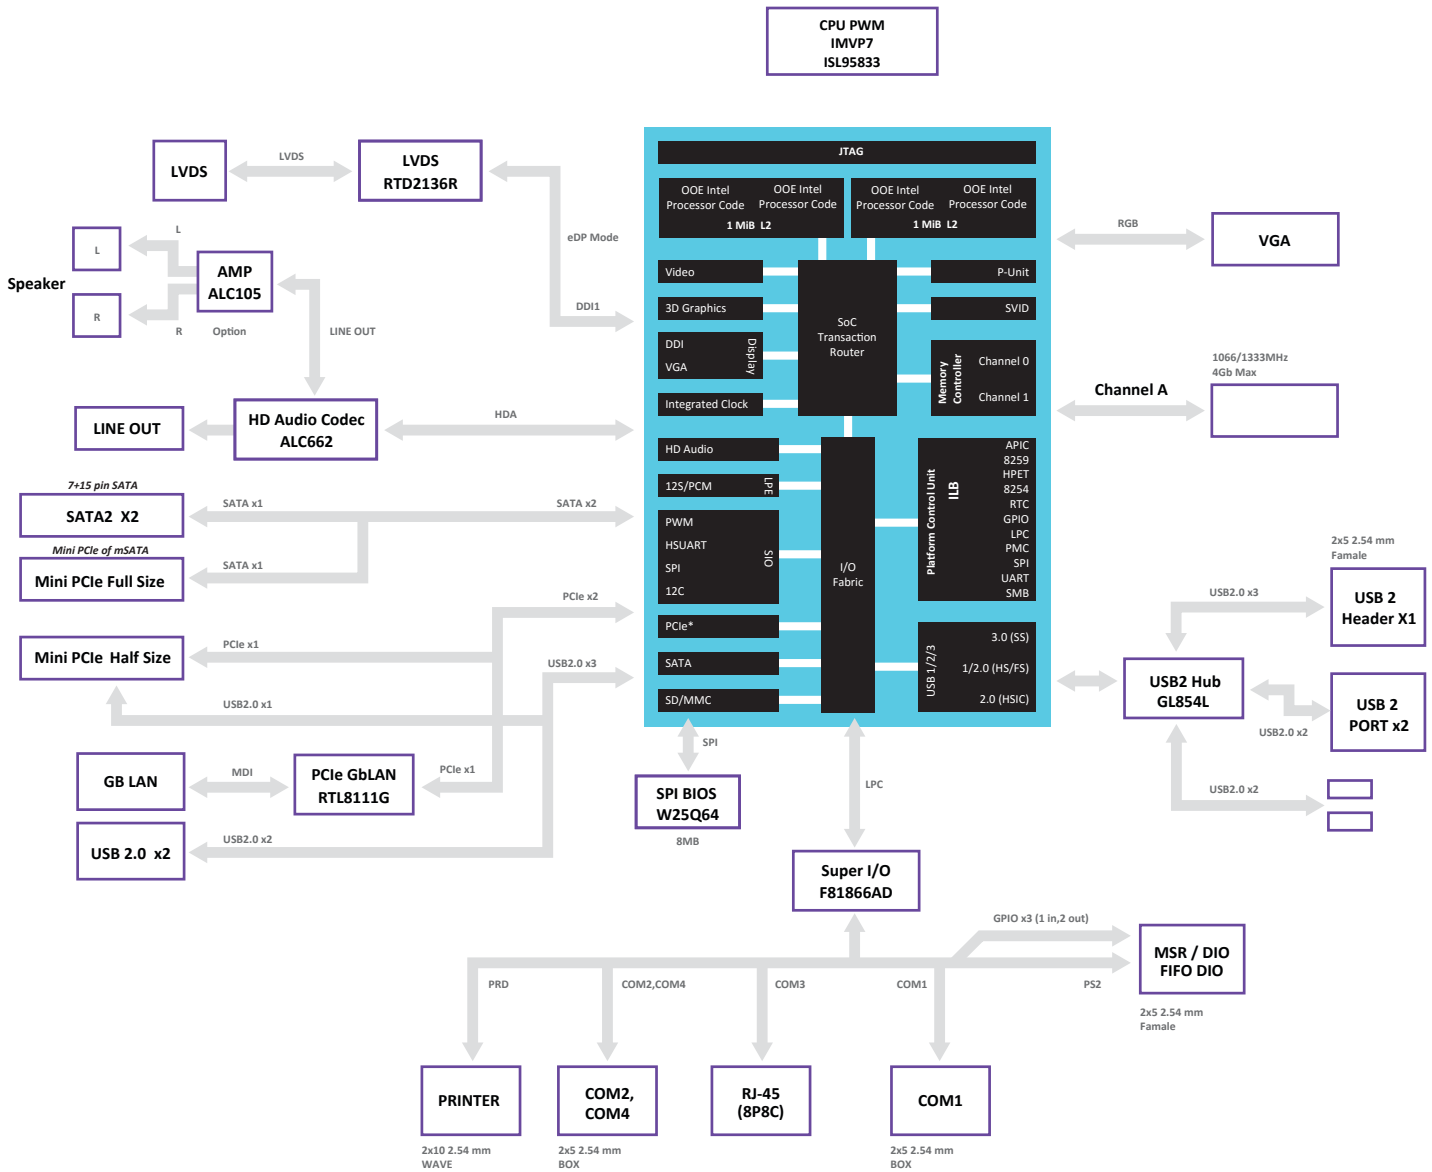 CPU PWM
IMVP7
ISL95833
JTAG
OOE Intel
Processor Code
OOE Intel
Processor Code
1 MiB L2
OOE Intel
Processor Code
OOE Intel
Processor Code
1 MiB L2
LVDS
LVDS
LVDS
RTD2136R
eDP Mode
DDI1
Speaker
L
R
L
R
AMP
ALC105
Option
LINE OUT
LINE OUT
HD Audio Codec
ALC662
HDA
7+15 pin SATA
SATA2 X2
SATA x1
SATA x2
Mini PCIe of mSATA
Mini PCIe Full Size
SATA x1
PCIe x2
Mini PCIe Half Size
PCIe x1
USB2.0 x3
USB2.0 x1
GB LAN
MDI
PCIe GbLAN
RTL8111G
PCIe x1
USB 2.0 x2
USB2.0 x2
Video
3D Graphics
DDI
VGA
Display
Integrated Clock
HD Audio
12S/PCM
LPE
PWM
HSUART
SPI
12C
SIO
PCIe*
SATA
SD/MMC
SoC
Transaction
Router
I/O
Fabric
P-Unit
SVID
Memory
Controller
Channel 0
Channel 1
Platform Control Unit
ILB
APIC
8259
HPET
8254
RTC
GPIO
LPC
PMC
SPI
UART
SMB
USB 1/2/3
3.0 (SS)
1/2.0 (HS/FS)
2.0 (HSIC)
RGB
VGA
Channel A
1066/1333MHz
4Gb Max
2x5 2.54 mm
Famale
USB 2
Header X1
USB2.0 x3
USB2 Hub
GL854L
USB 2
PORT x2
USB2.0 x2
USB2.0 x2
SPI
SPI BIOS
W25Q64
8MB
LPC
Super I/O
F81866AD
GPIO x3 (1 in,2 out)
MSR / DIO
FIFO DIO
2x5 2.54 mm
Famale
PRD
COM2,COM4
COM3
COM1
PS2
PRINTER
2x10 2.54 mm
WAVE
COM2,
COM4
2x5 2.54 mm
BOX
RJ-45
(8P8C)
COM1
2x5 2.54 mm
BOX